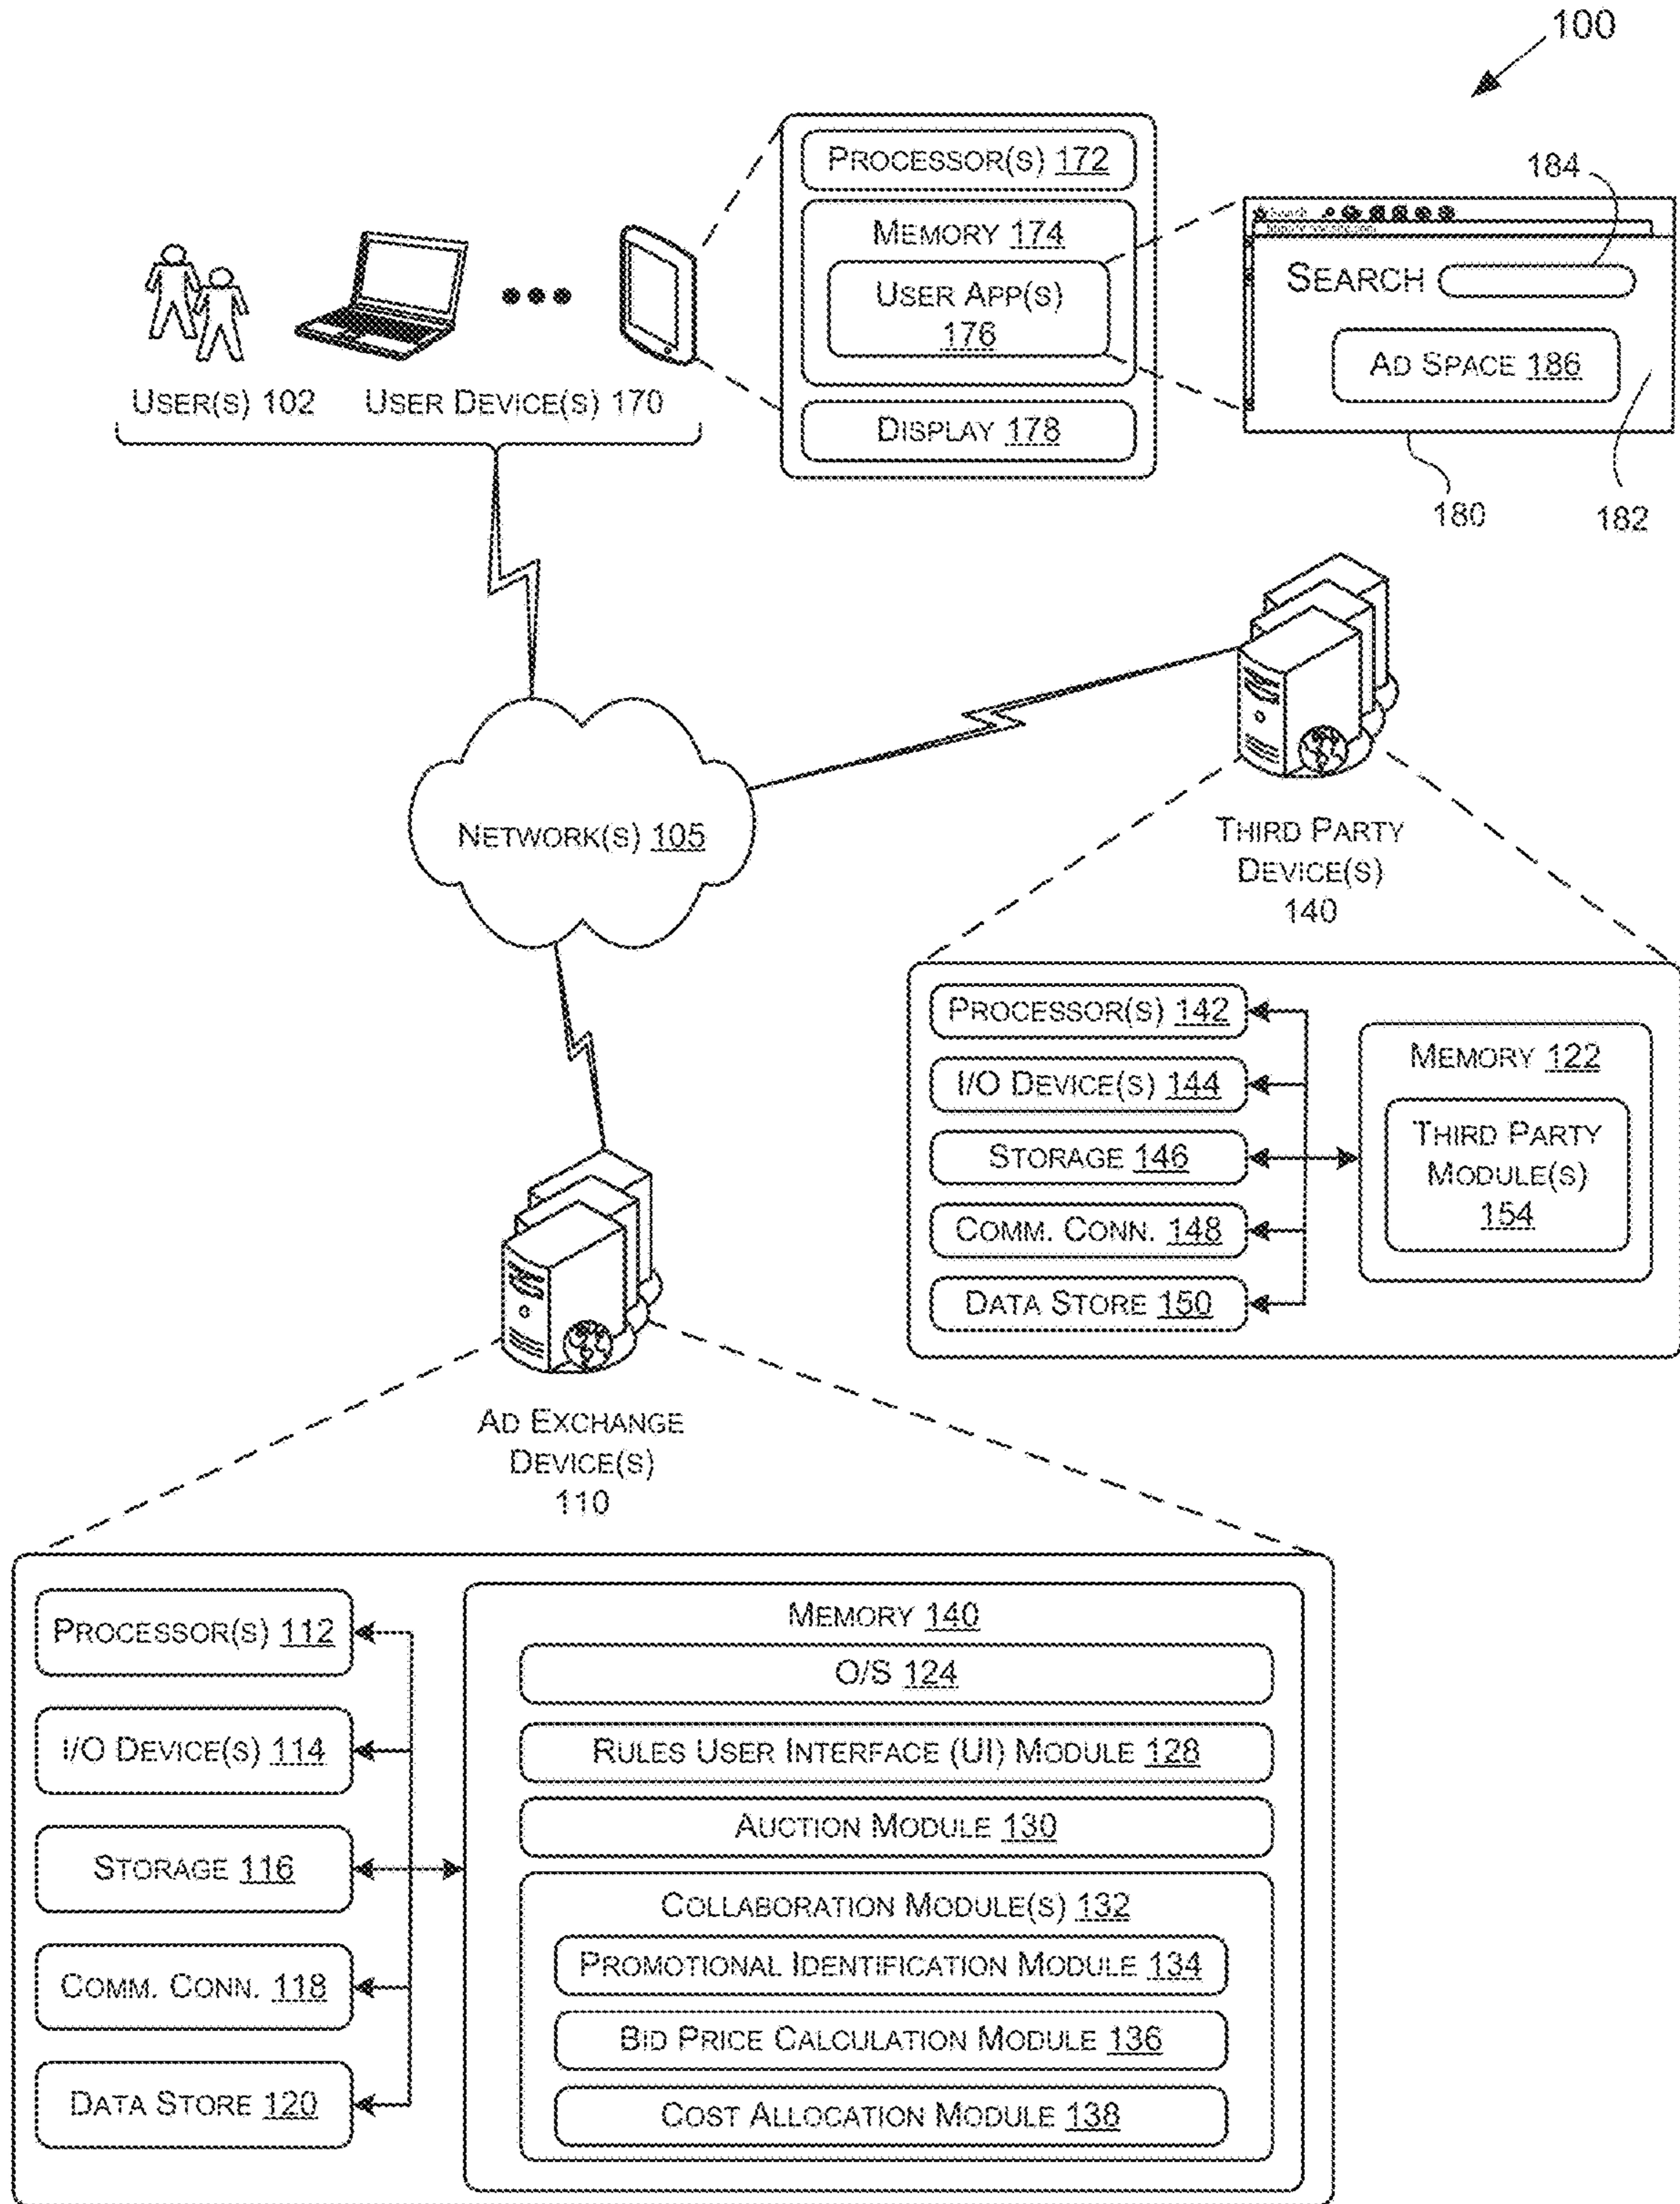 100
PROCESSOR(S) 172
MEMORY 174
USER APP(S)
176
DISPLAY 178
184
SEARCH
AD SPACE 186
180
182
USER(S) 102
USER DEVICE(S) 170
NETWORK(S) 105
THIRD PARTY
DEVICE(S)
140
PROCESSOR(S) 142
I/O DEVICE(S) 144
STORAGE 146
COMM. CONN. 148
DATA STORE 150
MEMORY 122
THIRD PARTY
MODULE(S)
154
AD EXCHANGE
DEVICE(S)
110
PROCESSOR(S) 112
I/O DEVICE(S) 114
STORAGE 116
COMM. CONN. 118
DATA STORE 120
MEMORY 140
O/S 124
RULES USER INTERFACE (UI) MODULE 128
AUCTION MODULE 130
COLLABORATION MODULE(S) 132
PROMOTIONAL IDENTIFICATION MODULE 134
BID PRICE CALCULATION MODULE 136
COST ALLOCATION MODULE 138